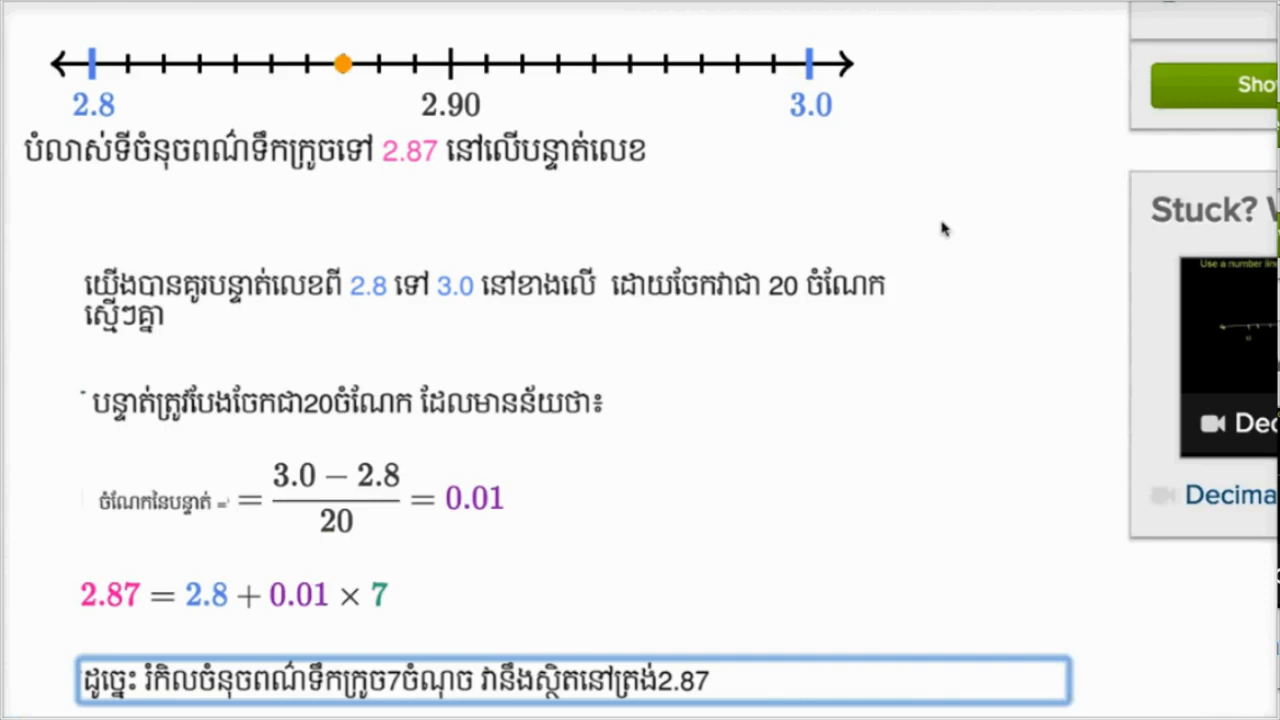 2.8 2.90 3.0
Sho
បំលាស់ទីចំនុចពណ៌ទឹកក្រូចទៅ 2.87 នៅលើបន្ទាត់លេខ
Stuck?
Use a number line
យើងបានគូរបន្ទាត់លេខពី 2.8 ទៅ 3.0 នៅខាងលើ ដោយចែកវាជា 20 ចំណែក
ស្មើៗគ្នា
បន្ទាត់ត្រូវបែងចែកជា20ចំណែក ដែលមានន័យថា៖
Dec
ចំណែកនៃបន្ទាត់ = = 3.0 − 2.8 / 20 = 0.01
Decima
2.87 = 2.8 + 0.01 × 7
ដូច្នេះ រំកិលចំនុចពណ៌ទឹកក្រូច7ចំណុច វានឹងស្ថិតនៅត្រង់2.87